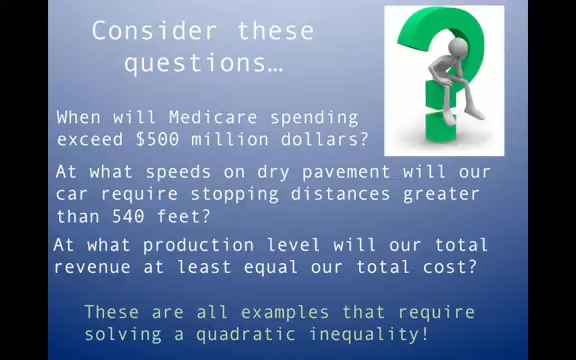 Consider these
questions…
When will Medicare spending
exceed $500 million dollars?
At what speeds on dry pavement will our
car require stopping distances greater
than 540 feet?
At what production level will our total
revenue at least equal our total cost?
These are all examples that require
solving a quadratic inequality!